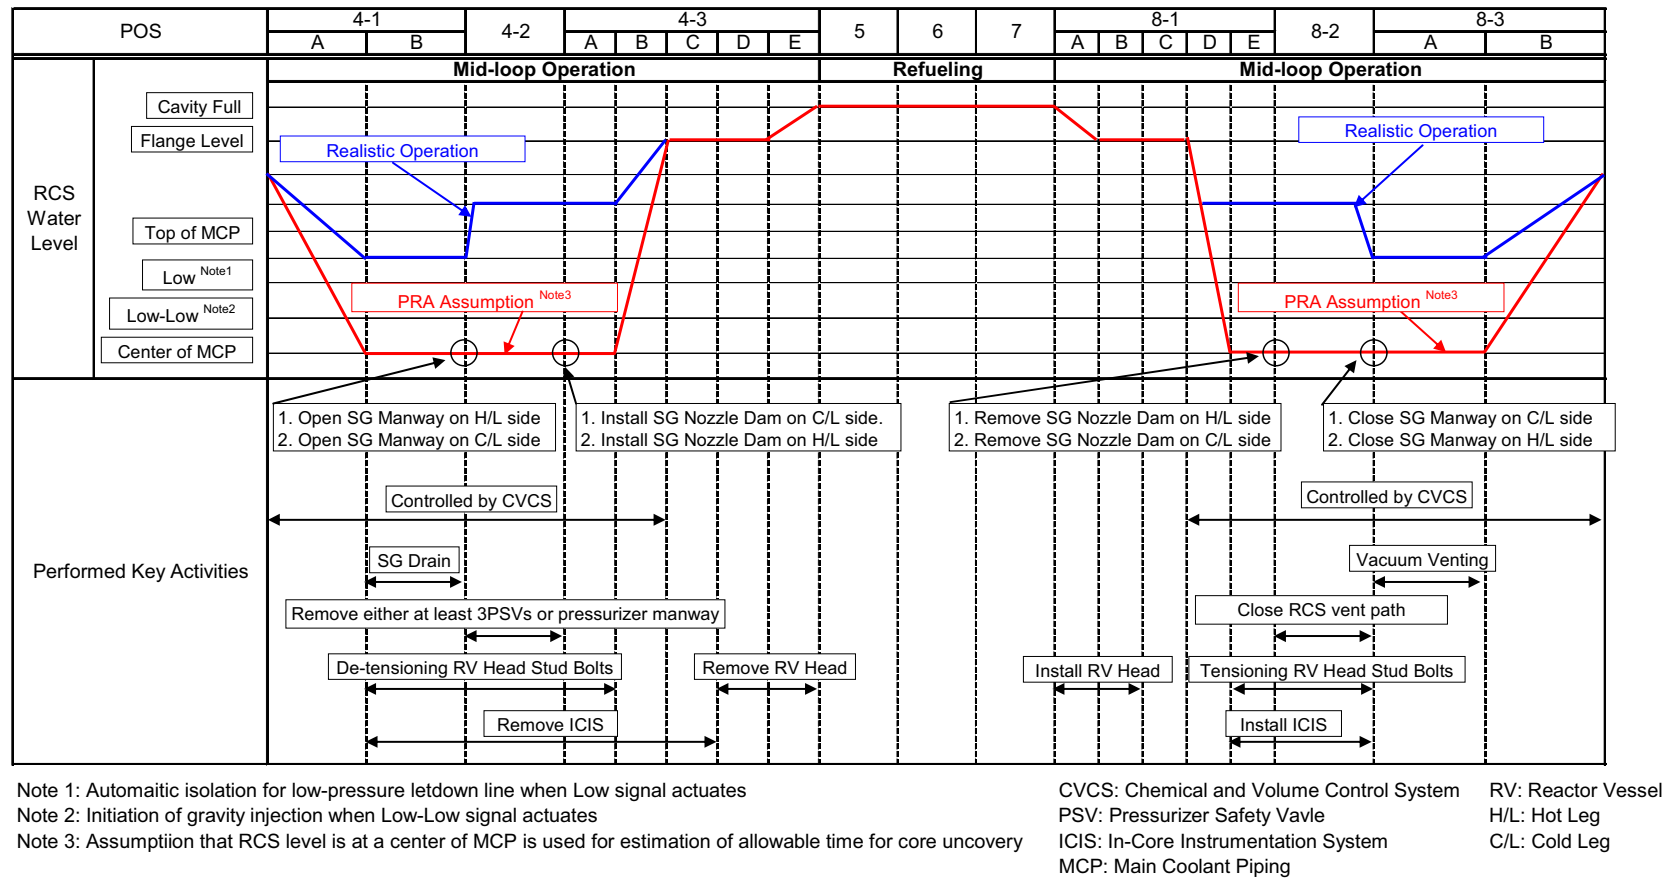 POS
4-1
4-2
4-3
5
6
7
8-1
8-2
8-3
A
B
A
B
C
D
E
A
B
C
D
E
A
B
Mid-loop Operation
Refueling
Mid-loop Operation
RCS
Water
Level
Cavity Full
Flange Level
Top of MCP
Low Note1
Low-Low Note2
Center of MCP
Realistic Operation
Realistic Operation
PRA Assumption Note3
PRA Assumption Note3
1. Open SG Manway on H/L side
2. Open SG Manway on C/L side
1. Install SG Nozzle Dam on C/L side.
2. Install SG Nozzle Dam on H/L side
1. Remove SG Nozzle Dam on H/L side
2. Remove SG Nozzle Dam on C/L side
1. Close SG Manway on C/L side
2. Close SG Manway on H/L side
Performed Key Activities
Controlled by CVCS
Controlled by CVCS
SG Drain
Vacuum Venting
Remove either at least 3PSVs or pressurizer manway
Close RCS vent path
De-tensioning RV Head Stud Bolts
Remove RV Head
Install RV Head
Tensioning RV Head Stud Bolts
Remove ICIS
Install ICIS
Note 1: Automaitic isolation for low-pressure letdown line when Low signal actuates
Note 2: Initiation of gravity injection when Low-Low signal actuates
Note 3: Assumptiion that RCS level is at a center of MCP is used for estimation of allowable time for core uncovery
CVCS: Chemical and Volume Control System
PSV: Pressurizer Safety Vavle
ICIS: In-Core Instrumentation System
MCP: Main Coolant Piping
RV: Reactor Vessel
H/L: Hot Leg
C/L: Cold Leg